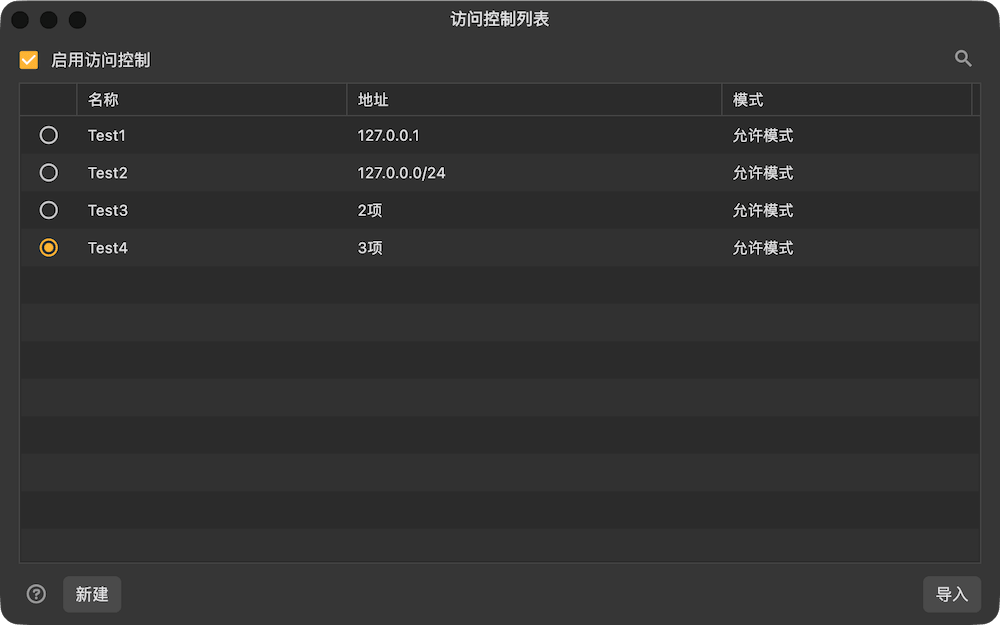 访问控制列表
启用访问控制
名称 地址 模式
Test1 127.0.0.1 允许模式
Test2 127.0.0.0/24 允许模式
Test3 2项 允许模式
Test4 3项 允许模式
? 新建 导入